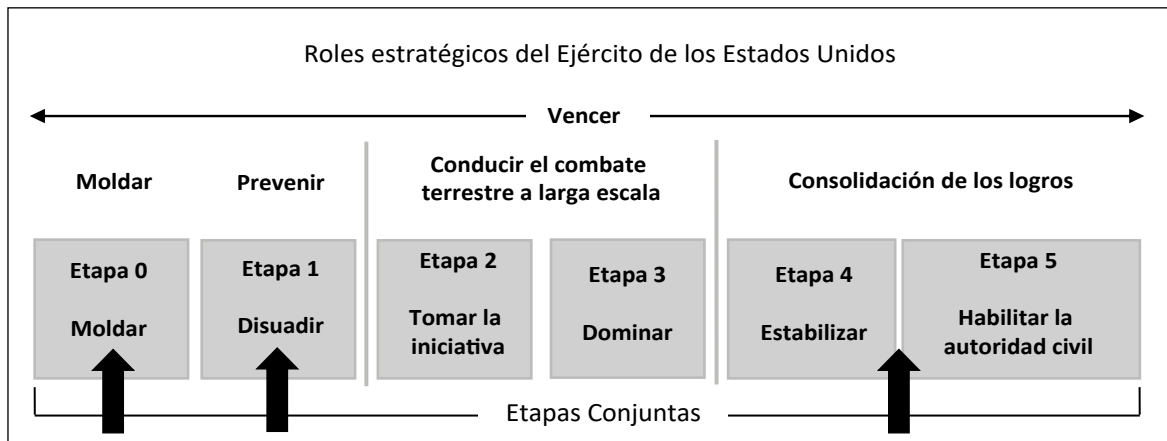 Roles estratégicos del Ejército de los Estados Unidos
Vencer
Moldar
Prevenir
Conducir el combate
terrestre a larga escala
Consolidación de los logros
Etapa 0
Moldar
Etapa 1
Disuadir
Etapa 2
Tomar la
iniciativa
Etapa 3
Dominar
Etapa 4
Estabilizar
Etapa 5
Habilitar la
autoridad civil
Etapas Conjuntas